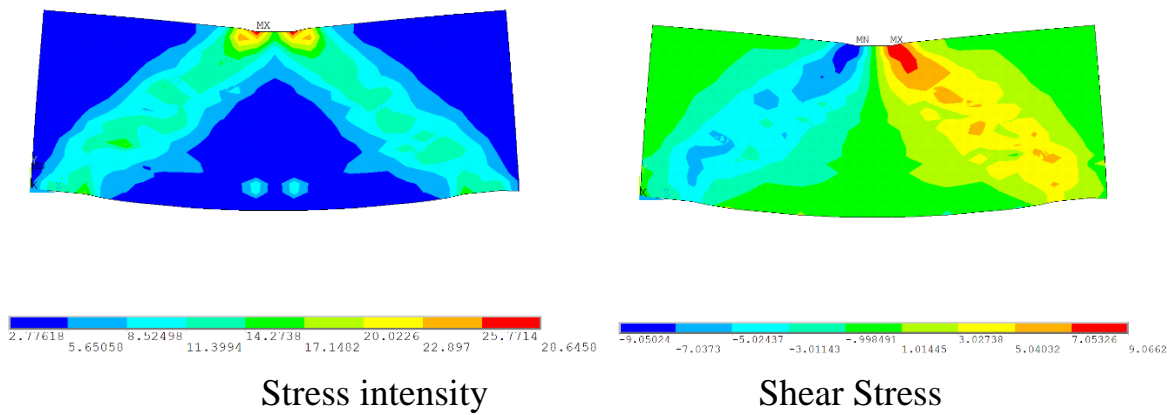 MX
MN MX
2.77618 8.52498 14.2738 20.0226 25.7714
5.65058 11.3994 17.1482 22.897 28.6458
-9.05024 -5.02437 -.998491 3.02738 7.05326
-7.0373 -3.01143 1.01445 5.04032 9.0662
Stress intensity
Shear Stress